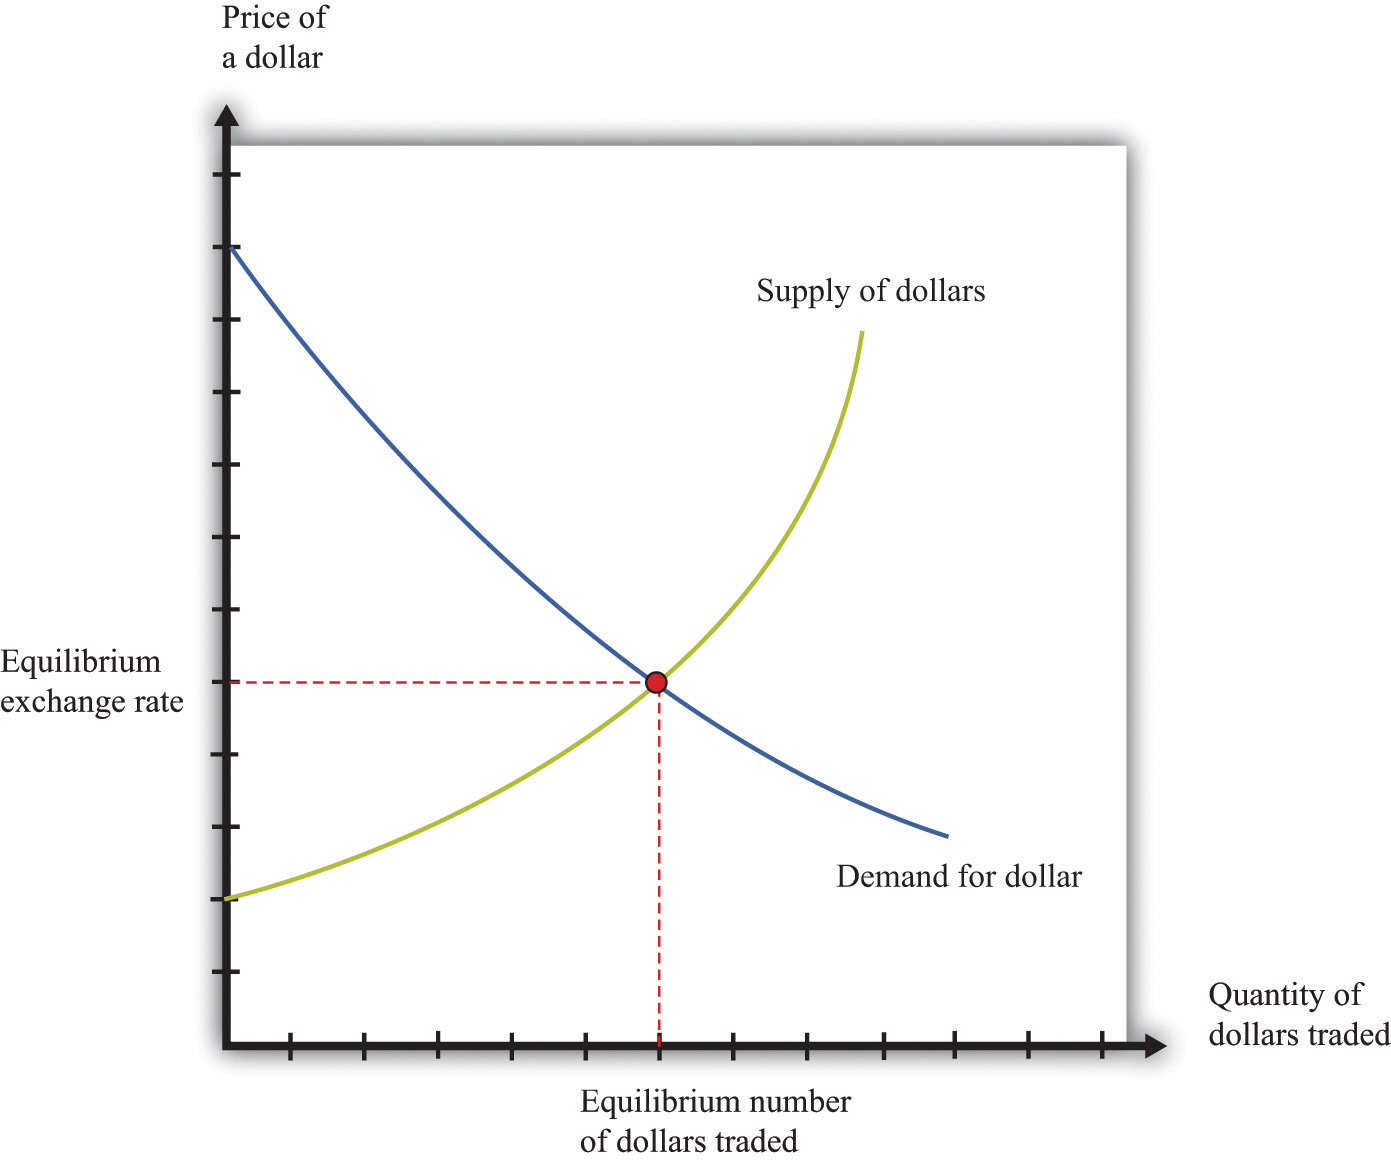 Price of
a dollar
Supply of dollars
Equilibrium
exchange rate
Demand for dollar
Quantity of
dollars traded
Equilibrium number
of dollars traded